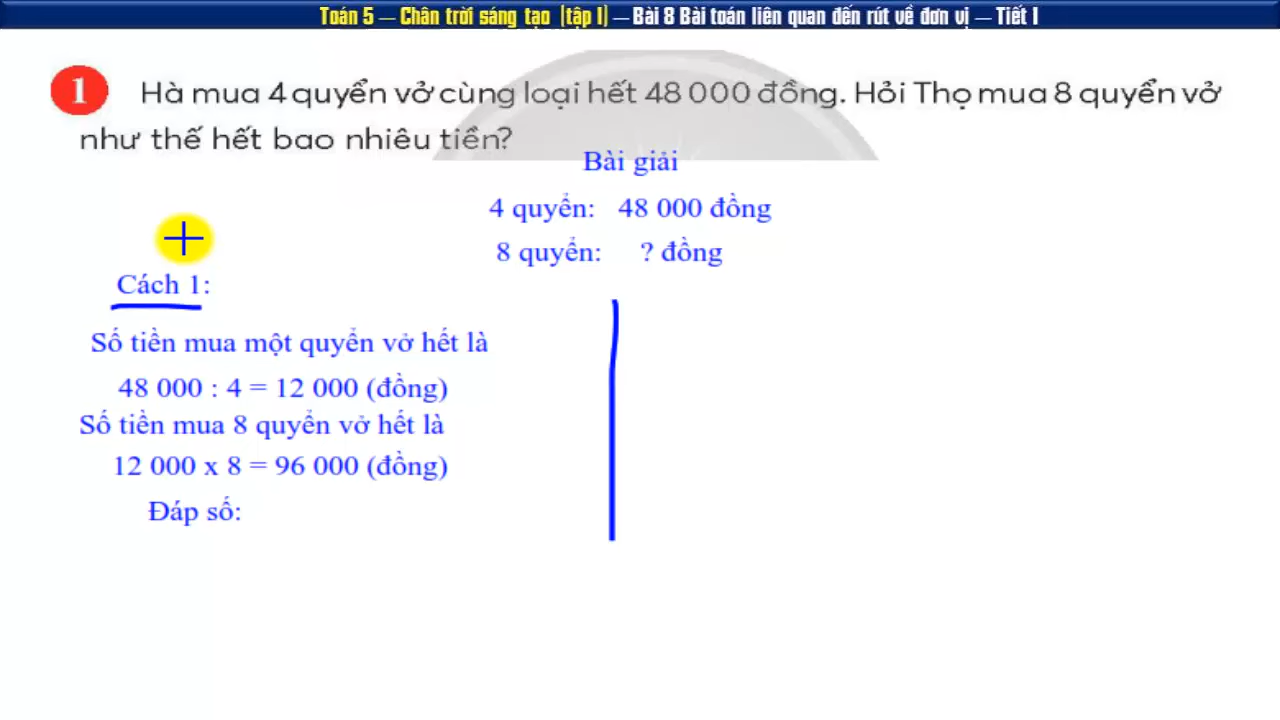 Toán 5 – Chân trời sáng tạo (tập 1) – Bài 8 Bài toán liên quan đến rút về đơn vị – Tiết 1
1 Hà mua 4 quyển vở cùng loại hết 48 000 đồng. Hỏi Thọ mua 8 quyển vở
như thế hết bao nhiêu tiền?
Bài giải
4 quyển: 48 000 đồng
8 quyển: ? đồng
Cách 1:
Số tiền mua một quyển vở hết là
48 000 : 4 = 12 000 (đồng)
Số tiền mua 8 quyển vở hết là
12 000 x 8 = 96 000 (đồng)
Đáp số: